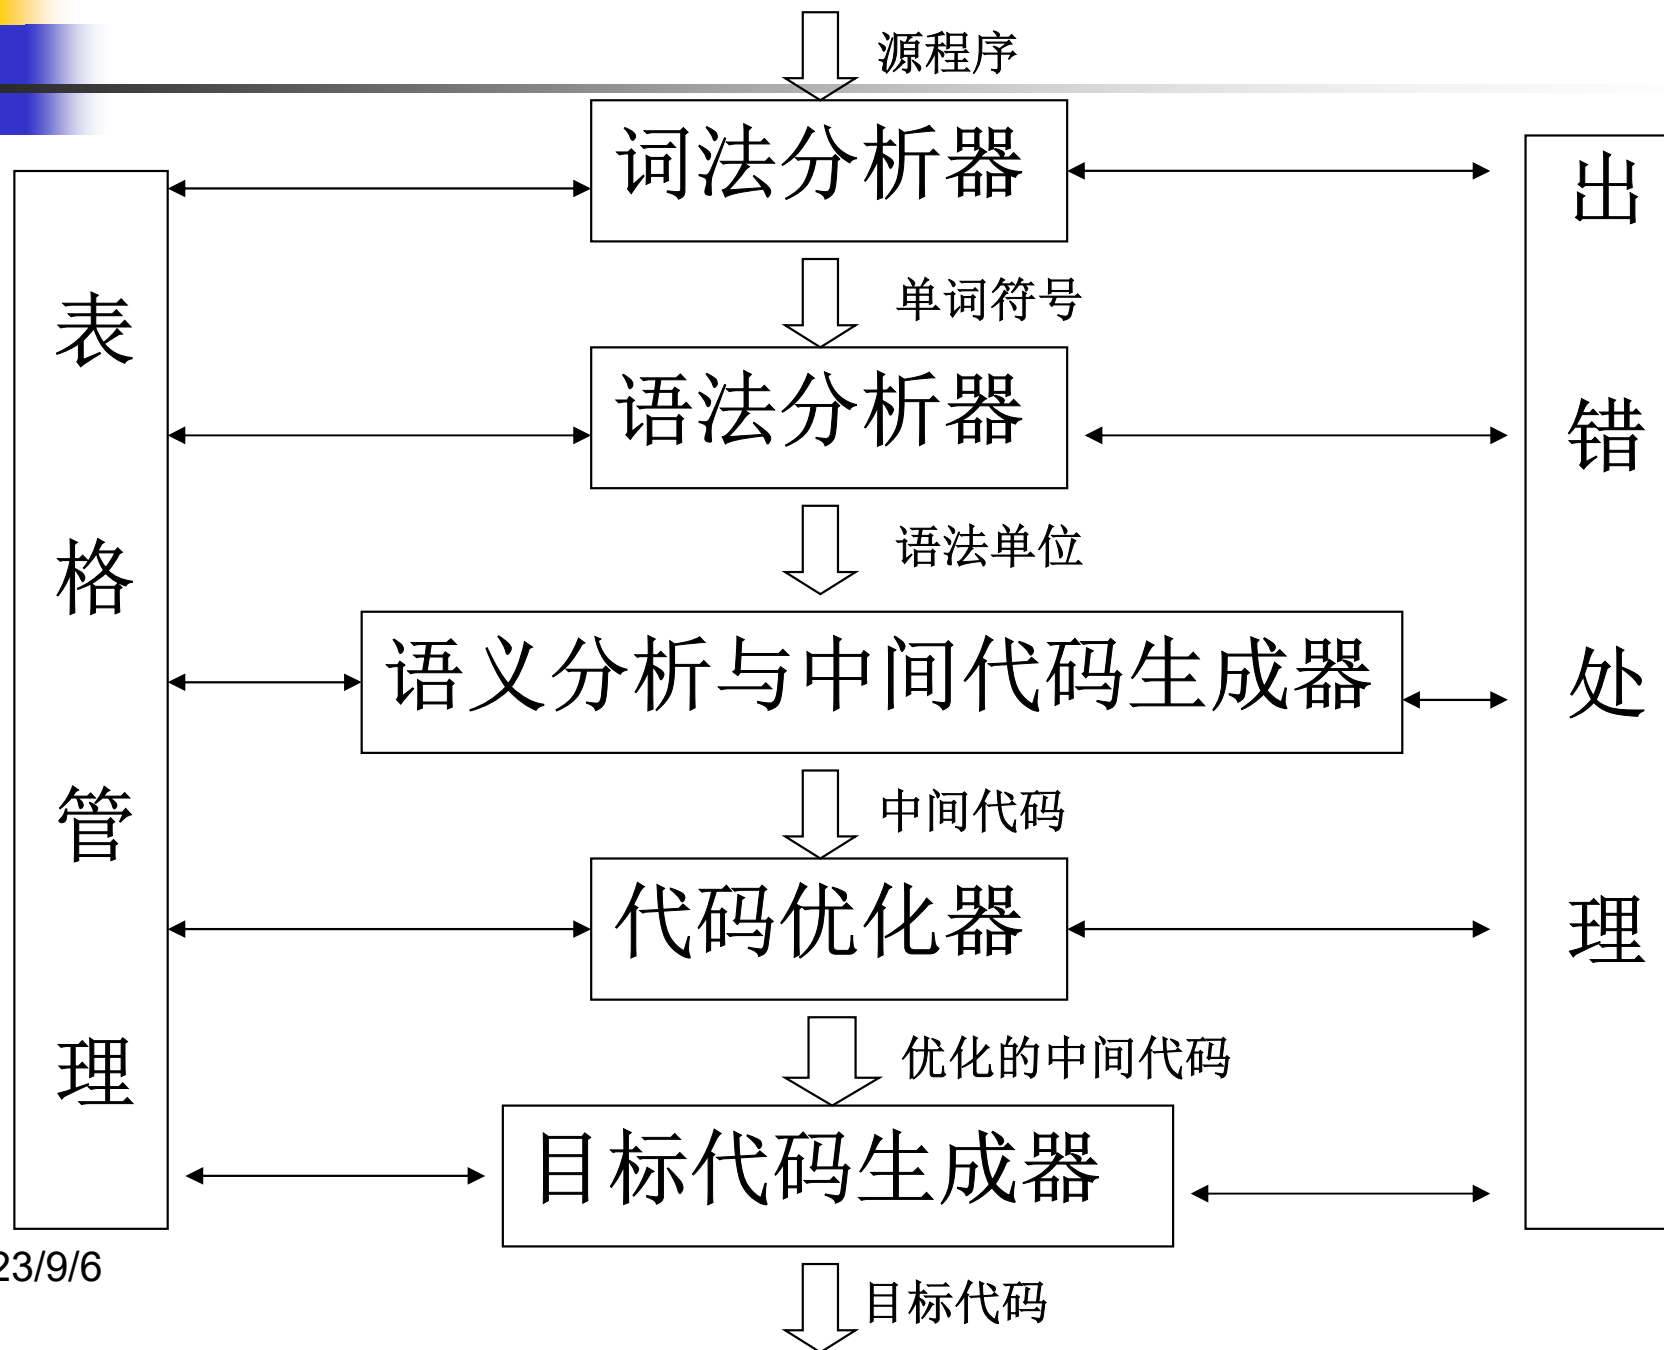 源程序
词法分析器
单词符号
语法分析器
语法单位
语义分析与中间代码生成器
中间代码
代码优化器
优化的中间代码
目标代码生成器
目标代码
表
格
管
理
出
错
处
理
23/9/6